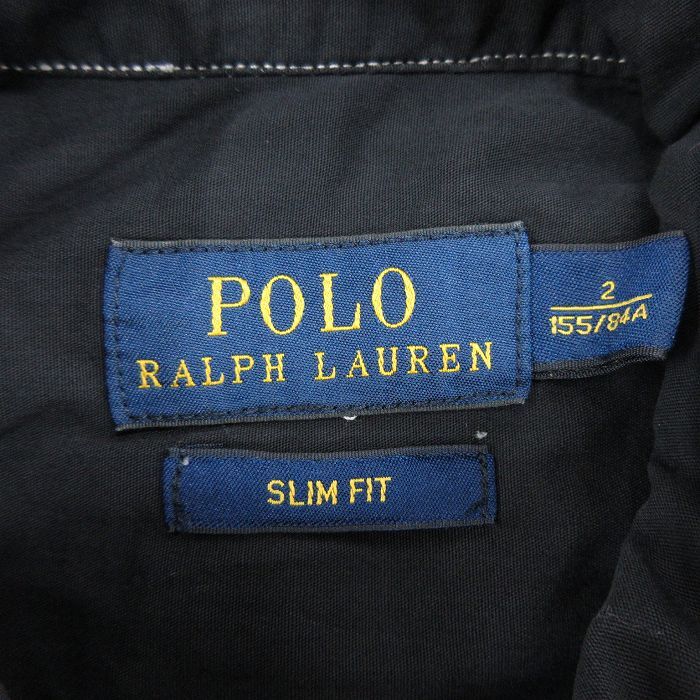 POLO
RALPH LAUREN
2
155/84A
SLIM FIT